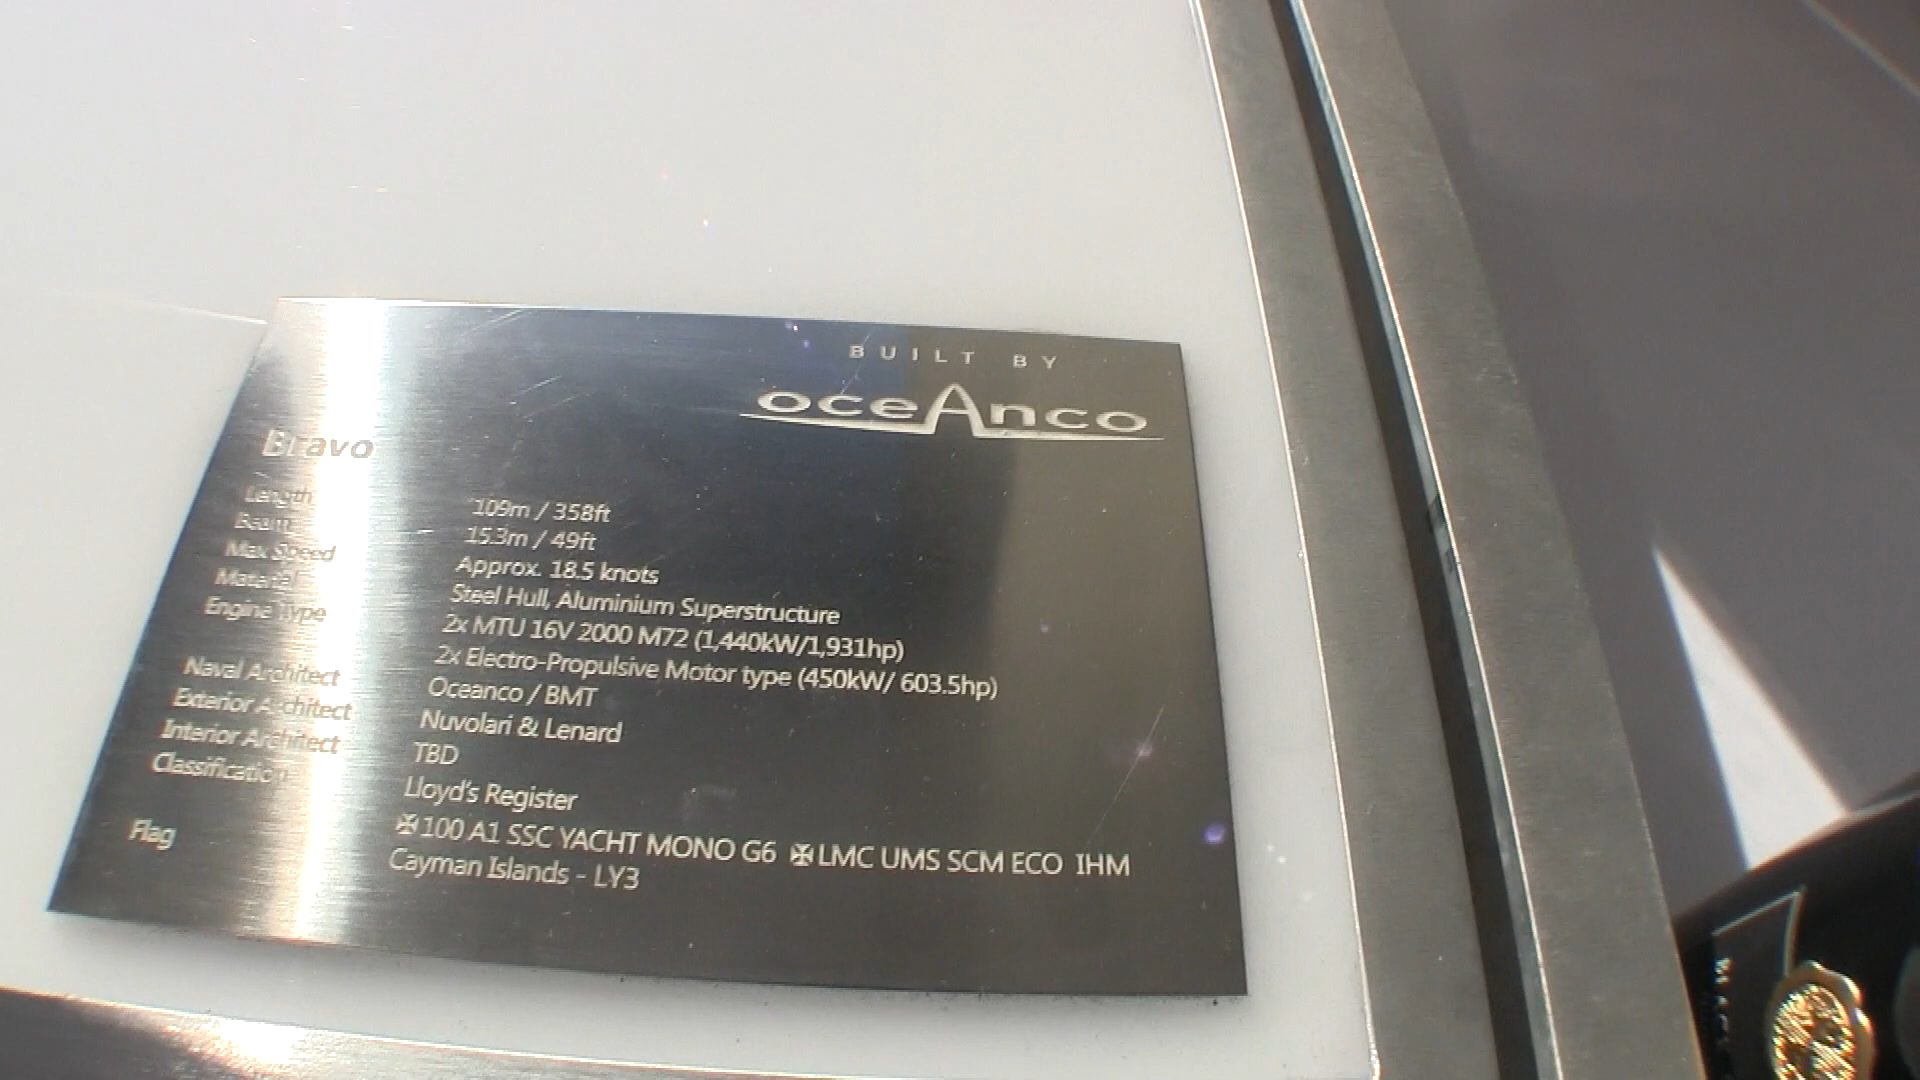 BUILT BY
oceAnco
Bravo
Length 109m / 358ft
Beam 15.3m / 49ft
Max Speed Approx. 18.5 knots
Material Steel Hull, Aluminium Superstructure
Engine Type 2x MTU 16V 2000 M72 (1,440kW/1,931hp)
2x Electro-Propulsive Motor type (450kW/ 603.5hp)
Naval Architect Oceanco / BMT
Exterior Architect Nuvolari & Lenard
Interior Architect TBD
Classification Lloyd's Register
✠100 A1 SSC YACHT MONO G6 ✠LMC UMS SCM ECO IHM
Flag Cayman Islands - LY3